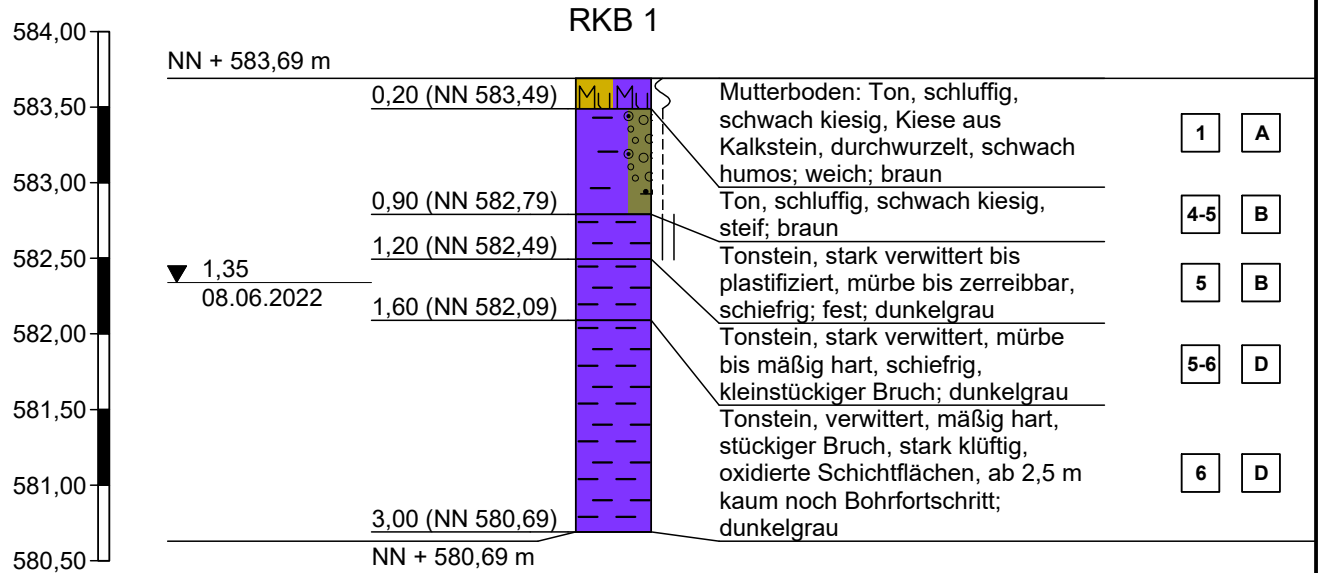 RKB 1
584,00
583,50
583,00
582,50
582,00
581,50
581,00
580,50
NN + 583,69 m
0,20 (NN 583,49)
0,90 (NN 582,79)
1,20 (NN 582,49)
1,35
08.06.2022
1,60 (NN 582,09)
3,00 (NN 580,69)
NN + 580,69 m
Mu Mu
Mutterboden: Ton, schluffig,
schwach kiesig, Kiese aus
Kalkstein, durchwurzelt, schwach
humos; weich; braun
1 A
Ton, schluffig, schwach kiesig,
steif; braun
4-5 B
Tonstein, stark verwittert bis
plastifiziert, mürbe bis zerreibbar,
schiefrig; fest; dunkelgrau
5 B
Tonstein, stark verwittert, mürbe
bis mäßig hart, schiefrig,
kleinstückiger Bruch; dunkelgrau
5-6 D
Tonstein, verwittert, mäßig hart,
stückiger Bruch, stark klüftig,
oxidierte Schichtflächen, ab 2,5 m
kaum noch Bohrfortschritt;
dunkelgrau
6 D